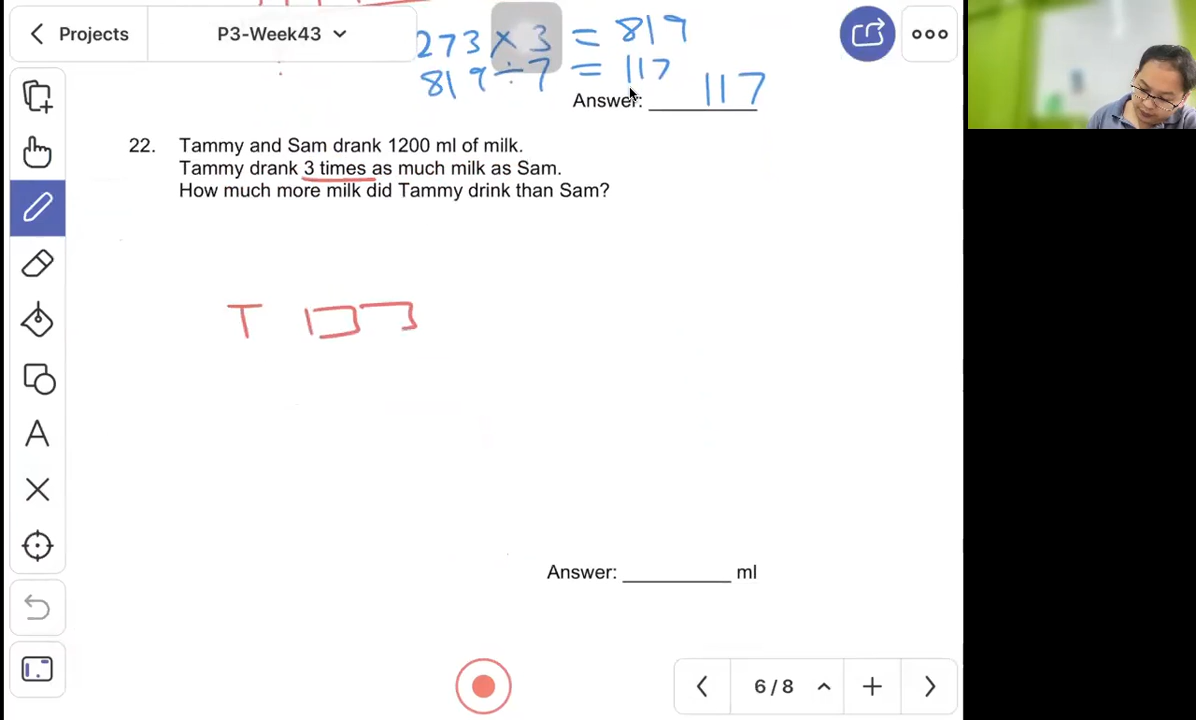 Projects
P3-Week43
273 × 3 = 819
819 ÷ 7 = 117
Answer: 117
22. Tammy and Sam drank 1200 ml of milk.
Tammy drank 3 times as much milk as Sam.
How much more milk did Tammy drink than Sam?
T
Answer: __________ ml
6 / 8